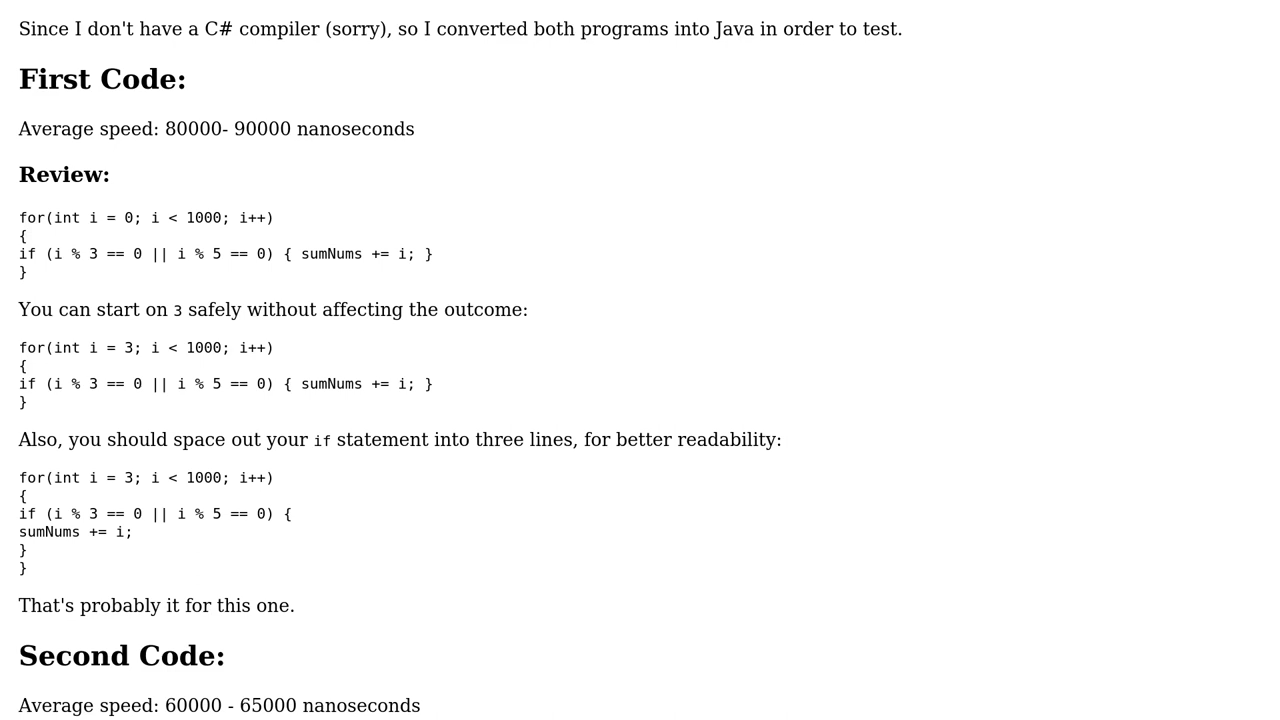 Since I don't have a C# compiler (sorry), so I converted both programs into Java in order to test.
First Code:
Average speed: 80000- 90000 nanoseconds
Review:
for(int i = 0; i < 1000; i++)
{
if (i % 3 == 0 || i % 5 == 0) { sumNums += i; }
}
You can start on 3 safely without affecting the outcome:
for(int i = 3; i < 1000; i++)
{
if (i % 3 == 0 || i % 5 == 0) { sumNums += i; }
}
Also, you should space out your if statement into three lines, for better readability:
for(int i = 3; i < 1000; i++)
{
if (i % 3 == 0 || i % 5 == 0) {
sumNums += i;
}
}
That's probably it for this one.
Second Code:
Average speed: 60000 - 65000 nanoseconds